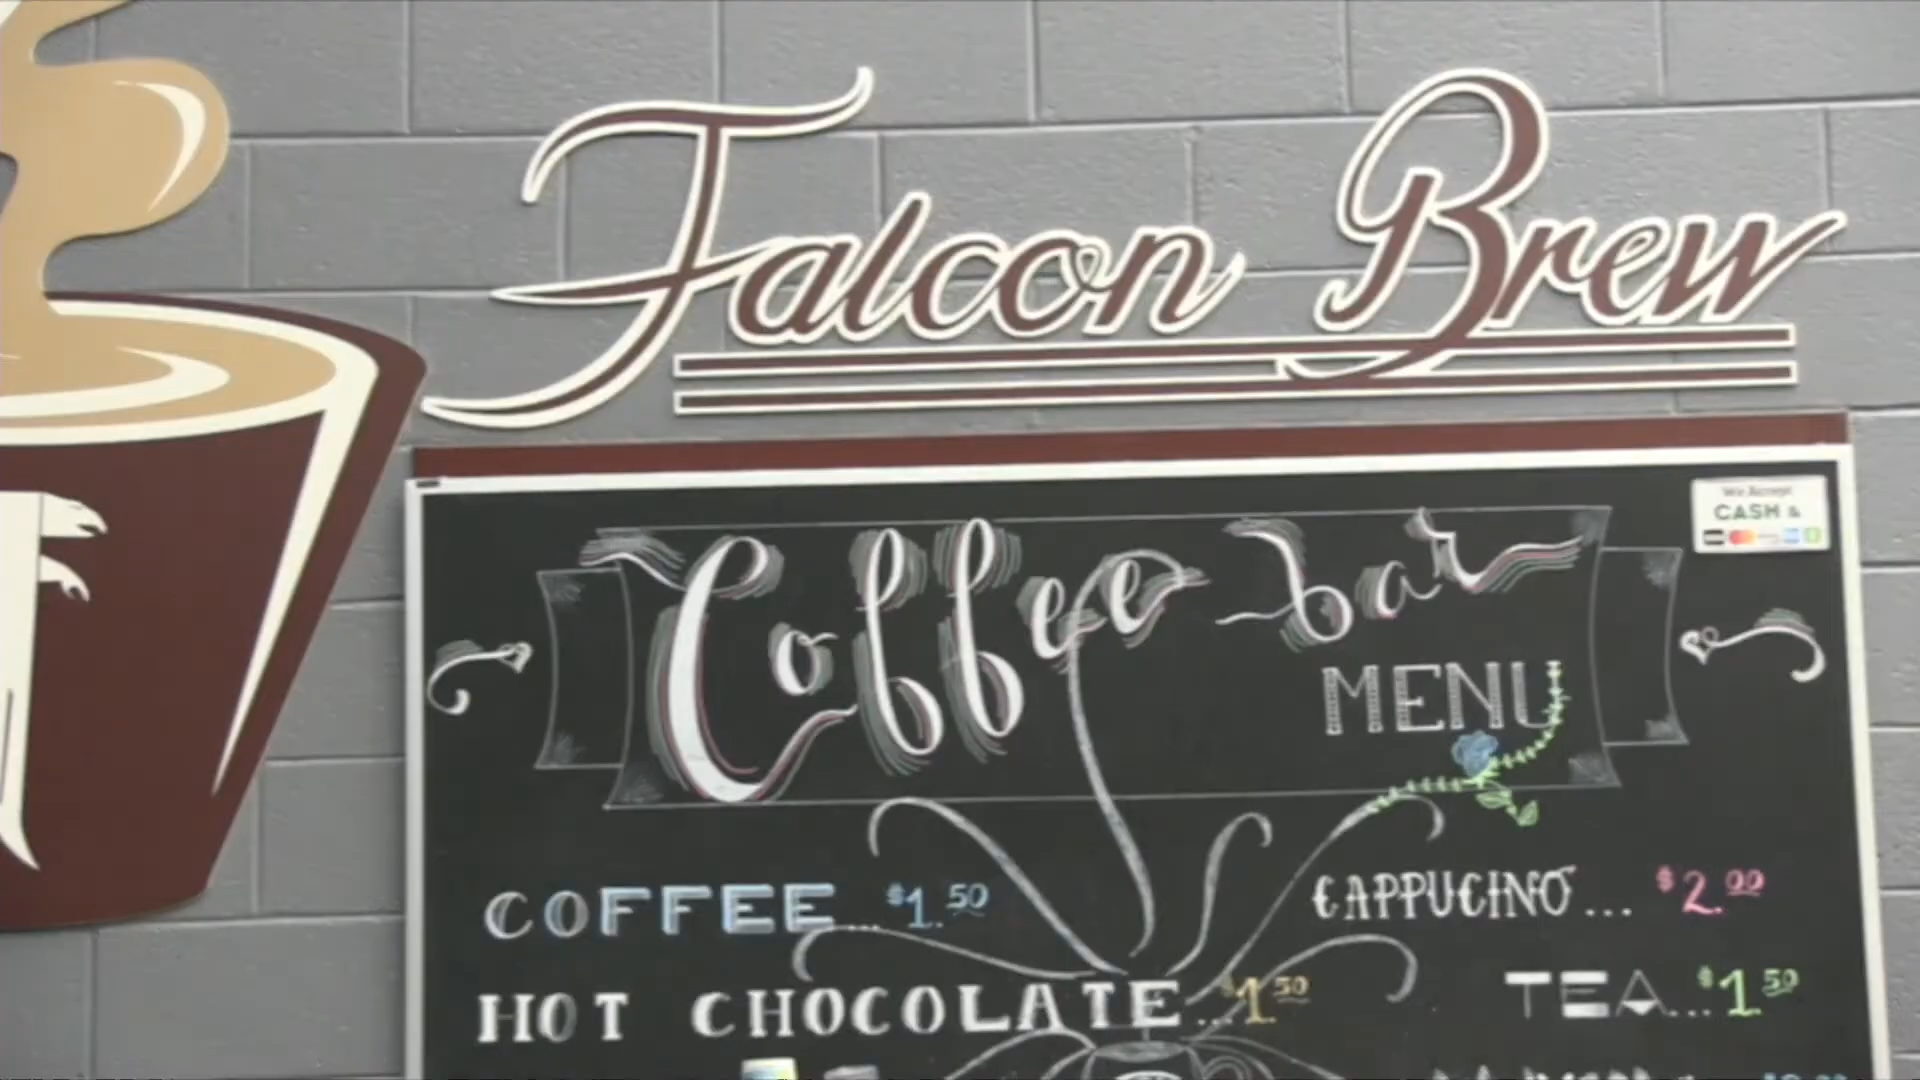 Falcon Brew
We Accept
CASH &
Coffee bar
MENU
COFFEE... $1.50
CAPPUCINO... $2.00
HOT CHOCOLATE... $1.50
TEA... $1.50